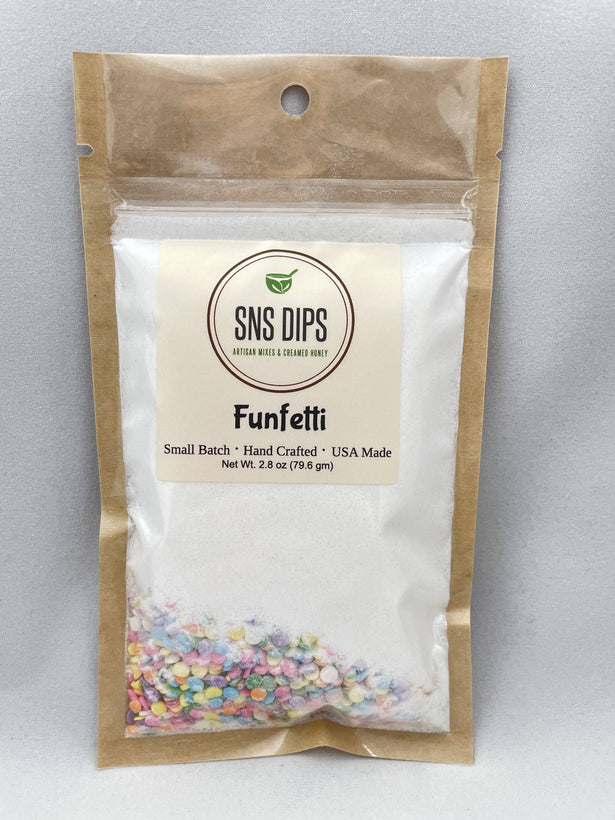 SNS DIPS
ARTISAN MIXES & CREAMED HONEY
Funfetti
Small Batch · Hand Crafted · USA Made
Net Wt. 2.8 oz (79.6 gm)